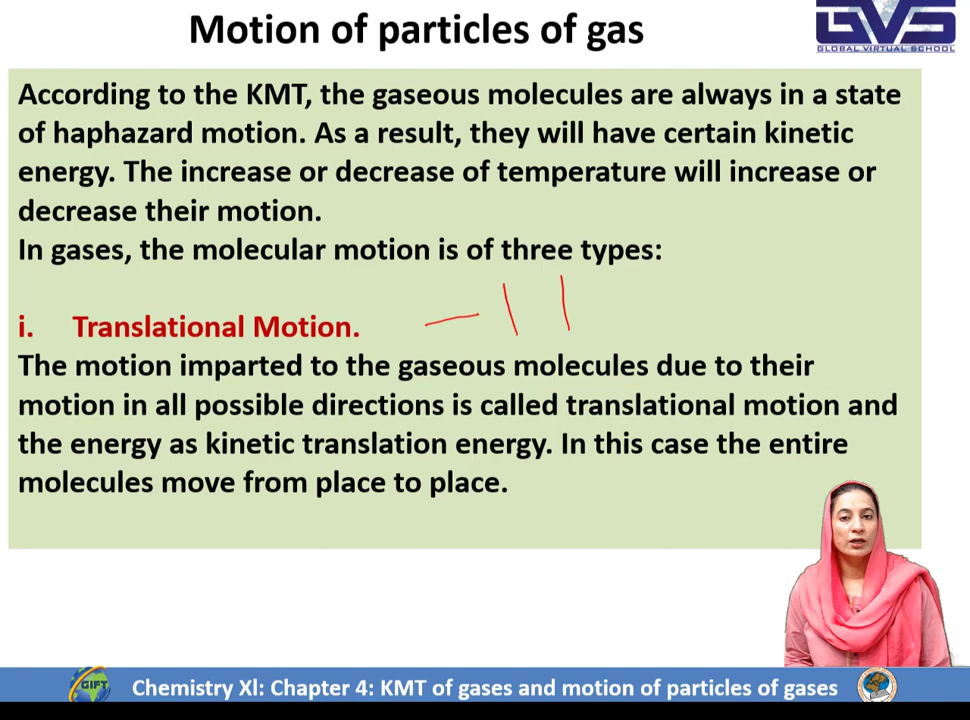 Motion of particles of gas
GVS
GLOBAL VIRTUAL SCHOOL
According to the KMT, the gaseous molecules are always in a state
of haphazard motion. As a result, they will have certain kinetic
energy. The increase or decrease of temperature will increase or
decrease their motion.
In gases, the molecular motion is of three types:
i. Translational Motion.
The motion imparted to the gaseous molecules due to their
motion in all possible directions is called translational motion and
the energy as kinetic translation energy. In this case the entire
molecules move from place to place.
GIFT
Chemistry Xl: Chapter 4: KMT of gases and motion of particles of gases